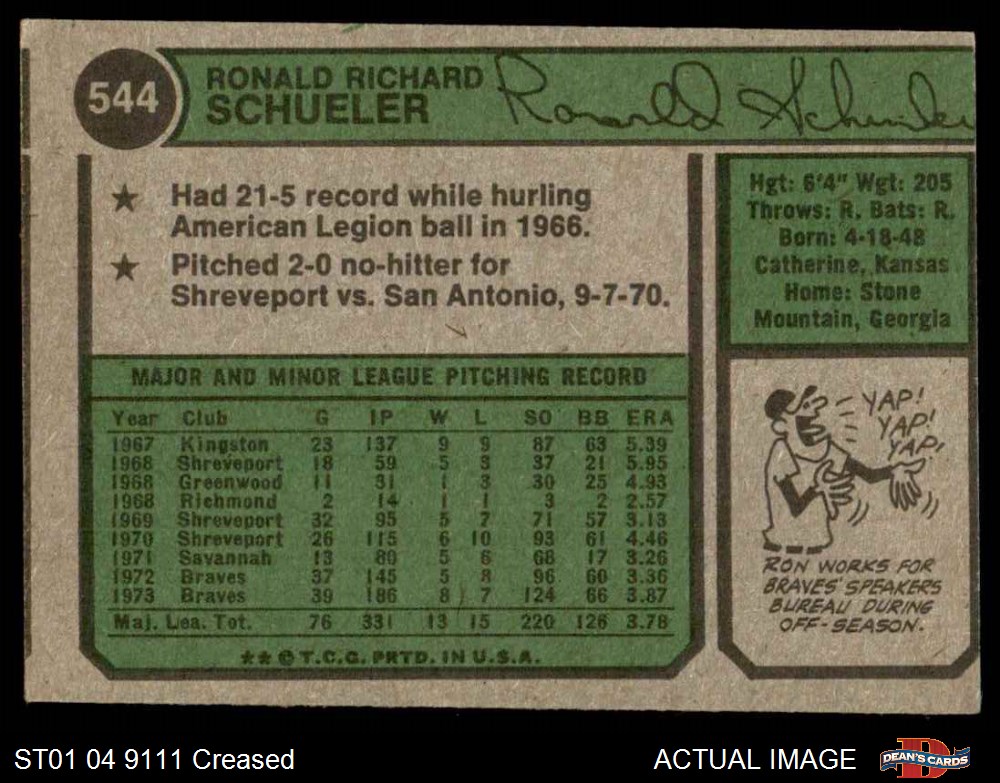 544
RONALD RICHARD
SCHUELER
Ronald Schueler
★ Had 21-5 record while hurling
American Legion ball in 1966.
★ Pitched 2-0 no-hitter for
Shreveport vs. San Antonio, 9-7-70.
Hgt: 6'4" Wgt: 205
Throws: R. Bats: R.
Born: 4-18-48
Catherine, Kansas
Home: Stone
Mountain, Georgia
MAJOR AND MINOR LEAGUE PITCHING RECORD
Year Club G IP W L SO BB ERA
1967 Kingston 23 137 9 9 87 63 5.39
1968 Shreveport 18 59 5 3 37 21 5.95
1968 Greenwood 11 31 1 3 30 25 4.93
1968 Richmond 2 14 1 1 3 2 2.57
1969 Shreveport 32 95 5 7 71 57 3.13
1970 Shreveport 26 115 6 10 93 61 4.46
1971 Savannah 13 80 5 6 68 17 3.26
1972 Braves 37 145 5 8 96 60 3.36
1973 Braves 39 186 8 7 124 66 3.87
Maj. Lea. Tot. 76 331 13 15 220 126 3.78
** © T.C.G. PRTD. IN U.S.A.
YAP!
YAP!
YAP!
RON WORKS FOR
BRAVES' SPEAKERS
BUREAU DURING
OFF-SEASON.
ST01 04 9111 Creased
ACTUAL IMAGE
DEAN'S CARDS